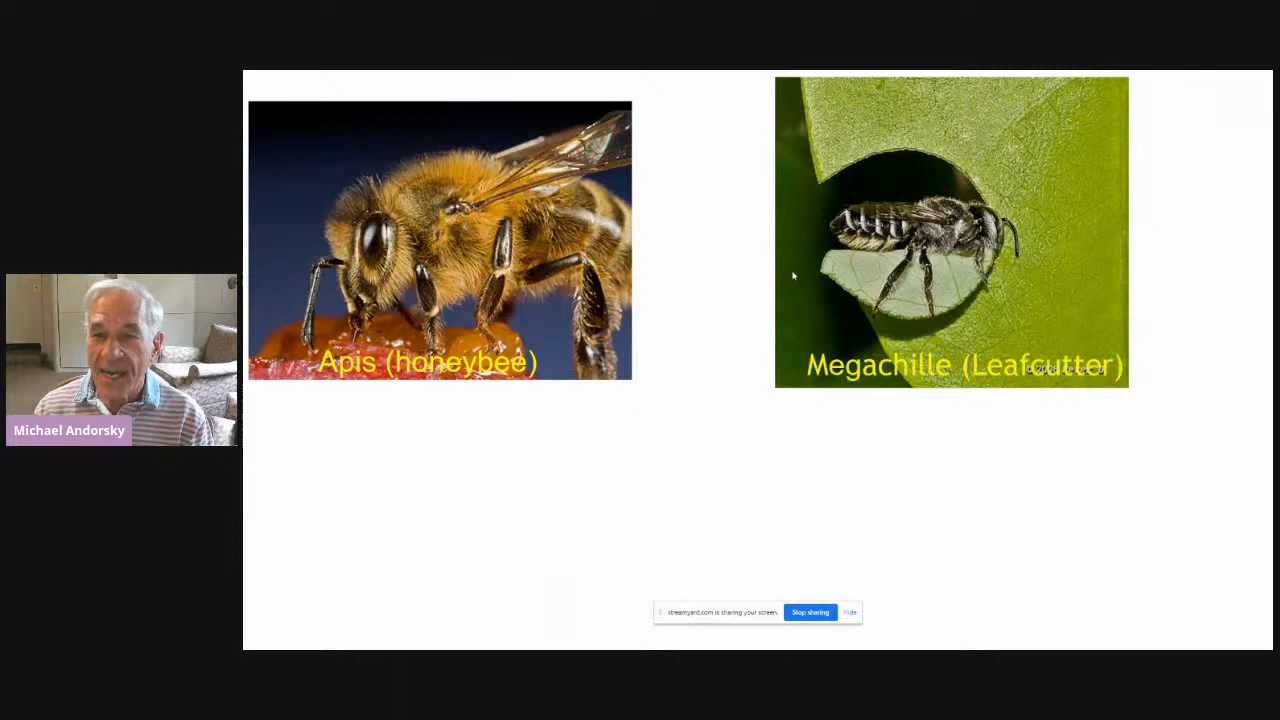 Apis (honeybee)
Megachille (Leafcutter)
Michael Andorsky
streamyard.com is sharing your screen.
Stop sharing
Hide